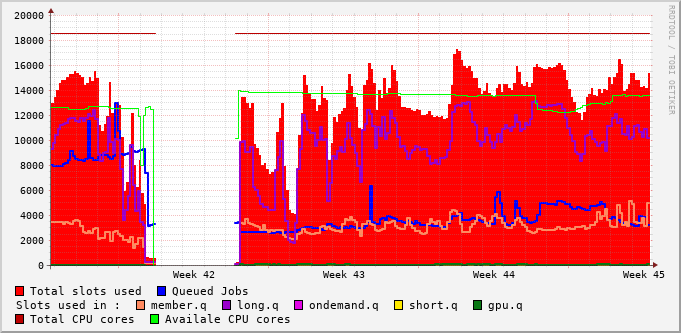 RRDTOOL / TOBI OETIKER
20000
18000
16000
14000
12000
10000
8000
6000
4000
2000
0
Week 42 Week 43 Week 44 Week 45
Total slots used Queued Jobs
Slots used in : member.q long.q ondemand.q short.q gpu.q
Total CPU cores Availale CPU cores